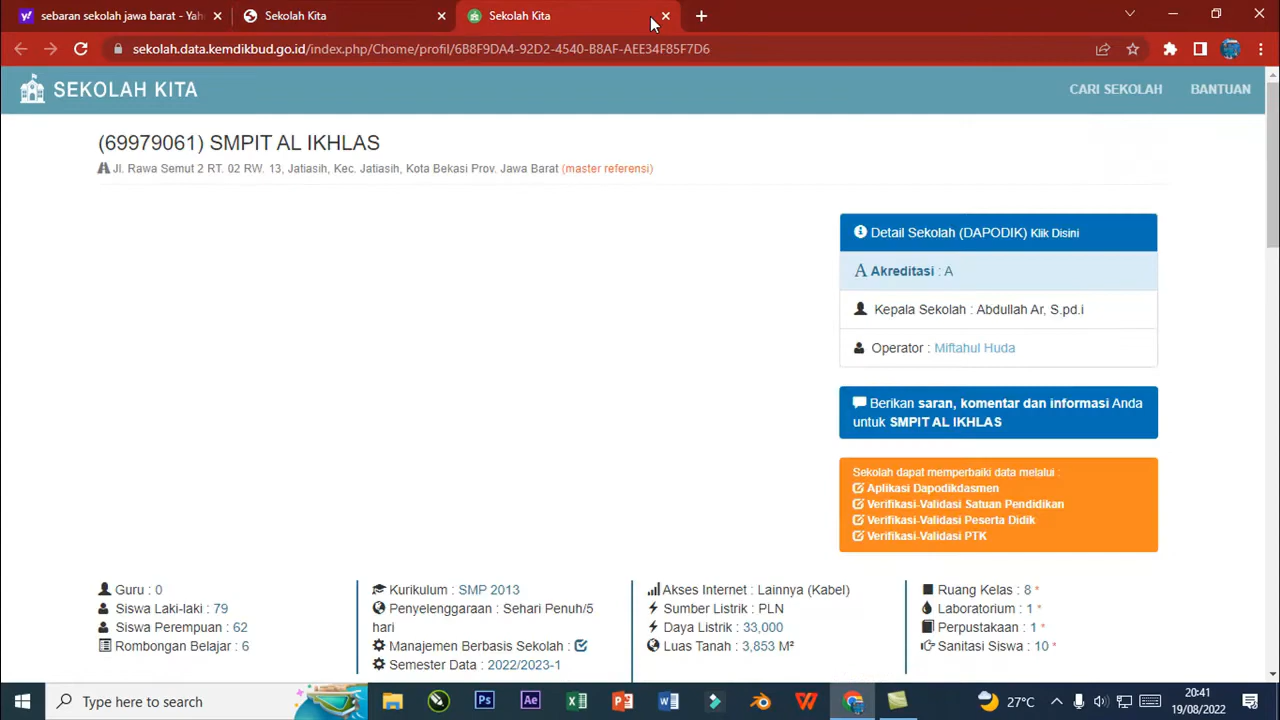 sebaran sekolah jawa barat - Yah
Sekolah Kita
Sekolah Kita
sekolah.data.kemdikbud.go.id/index.php/Chome/profil/6B8F9DA4-92D2-4540-B8AF-AEE34F85F7D6
SEKOLAH KITA
CARI SEKOLAH
BANTUAN
(69979061) SMPIT AL IKHLAS
Jl. Rawa Semut 2 RT. 02 RW. 13, Jatiasih, Kec. Jatiasih, Kota Bekasi Prov. Jawa Barat (master referensi)
Detail Sekolah (DAPODIK) Klik Disini
A Akreditasi : A
Kepala Sekolah : Abdullah Ar, S.pd.i
Operator : Miftahul Huda
Berikan saran, komentar dan informasi Anda
untuk SMPIT AL IKHLAS
Sekolah dapat memperbaiki data melalui :
Aplikasi Dapodikdasmen
Verifikasi-Validasi Satuan Pendidikan
Verifikasi-Validasi Peserta Didik
Verifikasi-Validasi PTK
Guru : 0
Siswa Laki-laki : 79
Siswa Perempuan : 62
Rombongan Belajar : 6
Kurikulum : SMP 2013
Penyelenggaraan : Sehari Penuh/5
hari
Manajemen Berbasis Sekolah :
Semester Data : 2022/2023-1
Akses Internet : Lainnya (Kabel)
Sumber Listrik : PLN
Daya Listrik : 33,000
Luas Tanah : 3,853 M²
Ruang Kelas : 8 *
Laboratorium : 1 *
Perpustakaan : 1 *
Sanitasi Siswa : 10 *
Type here to search
Ps
Ae
27°C
20:41
19/08/2022